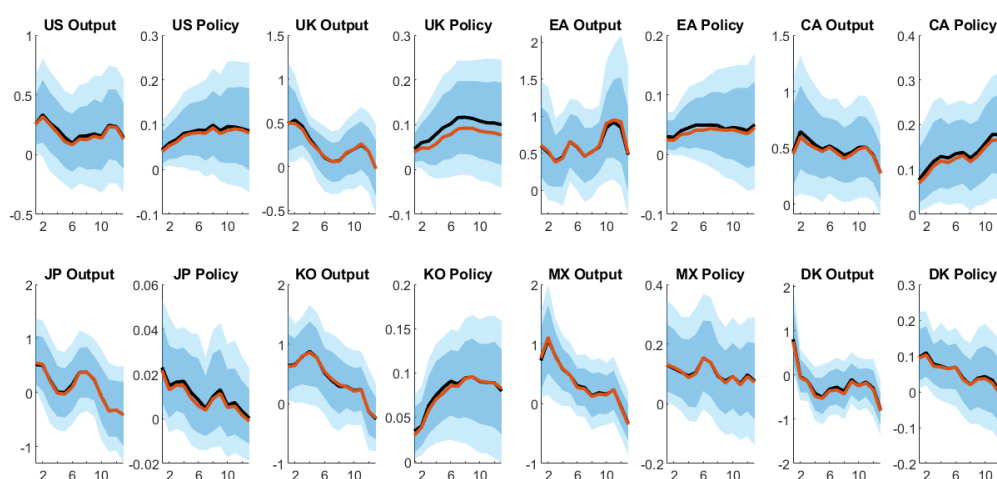 US Output US Policy UK Output UK Policy EA Output EA Policy CA Output CA Policy
1 0.3 1.5 0.3 2 0.3 1.5 0.4
0.5 0.2 1 0.2 1.5 0.2 1 0.3
0 0.1 0.5 0.1 1 0.1 0.5 0.2
-0.5 0 0 0 0.5 0 0 0.1
-0.1 -0.5 -0.1 0 -0.1 0
2 6 10 2 6 10 2 6 10 2 6 10 2 6 10 2 6 10 2 6 10 2 6 10
JP Output JP Policy KO Output KO Policy MX Output MX Policy DK Output DK Policy
2 0.06 2 0.2 2 0.4 2 0.3
1 0.04 1 0.15 1 0.2 1 0.2
0 0.02 0 0.1 0 0 0 0.1
-1 0 -1 0.05 -1 -0.2 -1 0
-0.02 0 -2 -0.1
-0.2
2 6 10 2 6 10 2 6 10 2 6 10 2 6 10 2 6 10 2 6 10 2 6 10